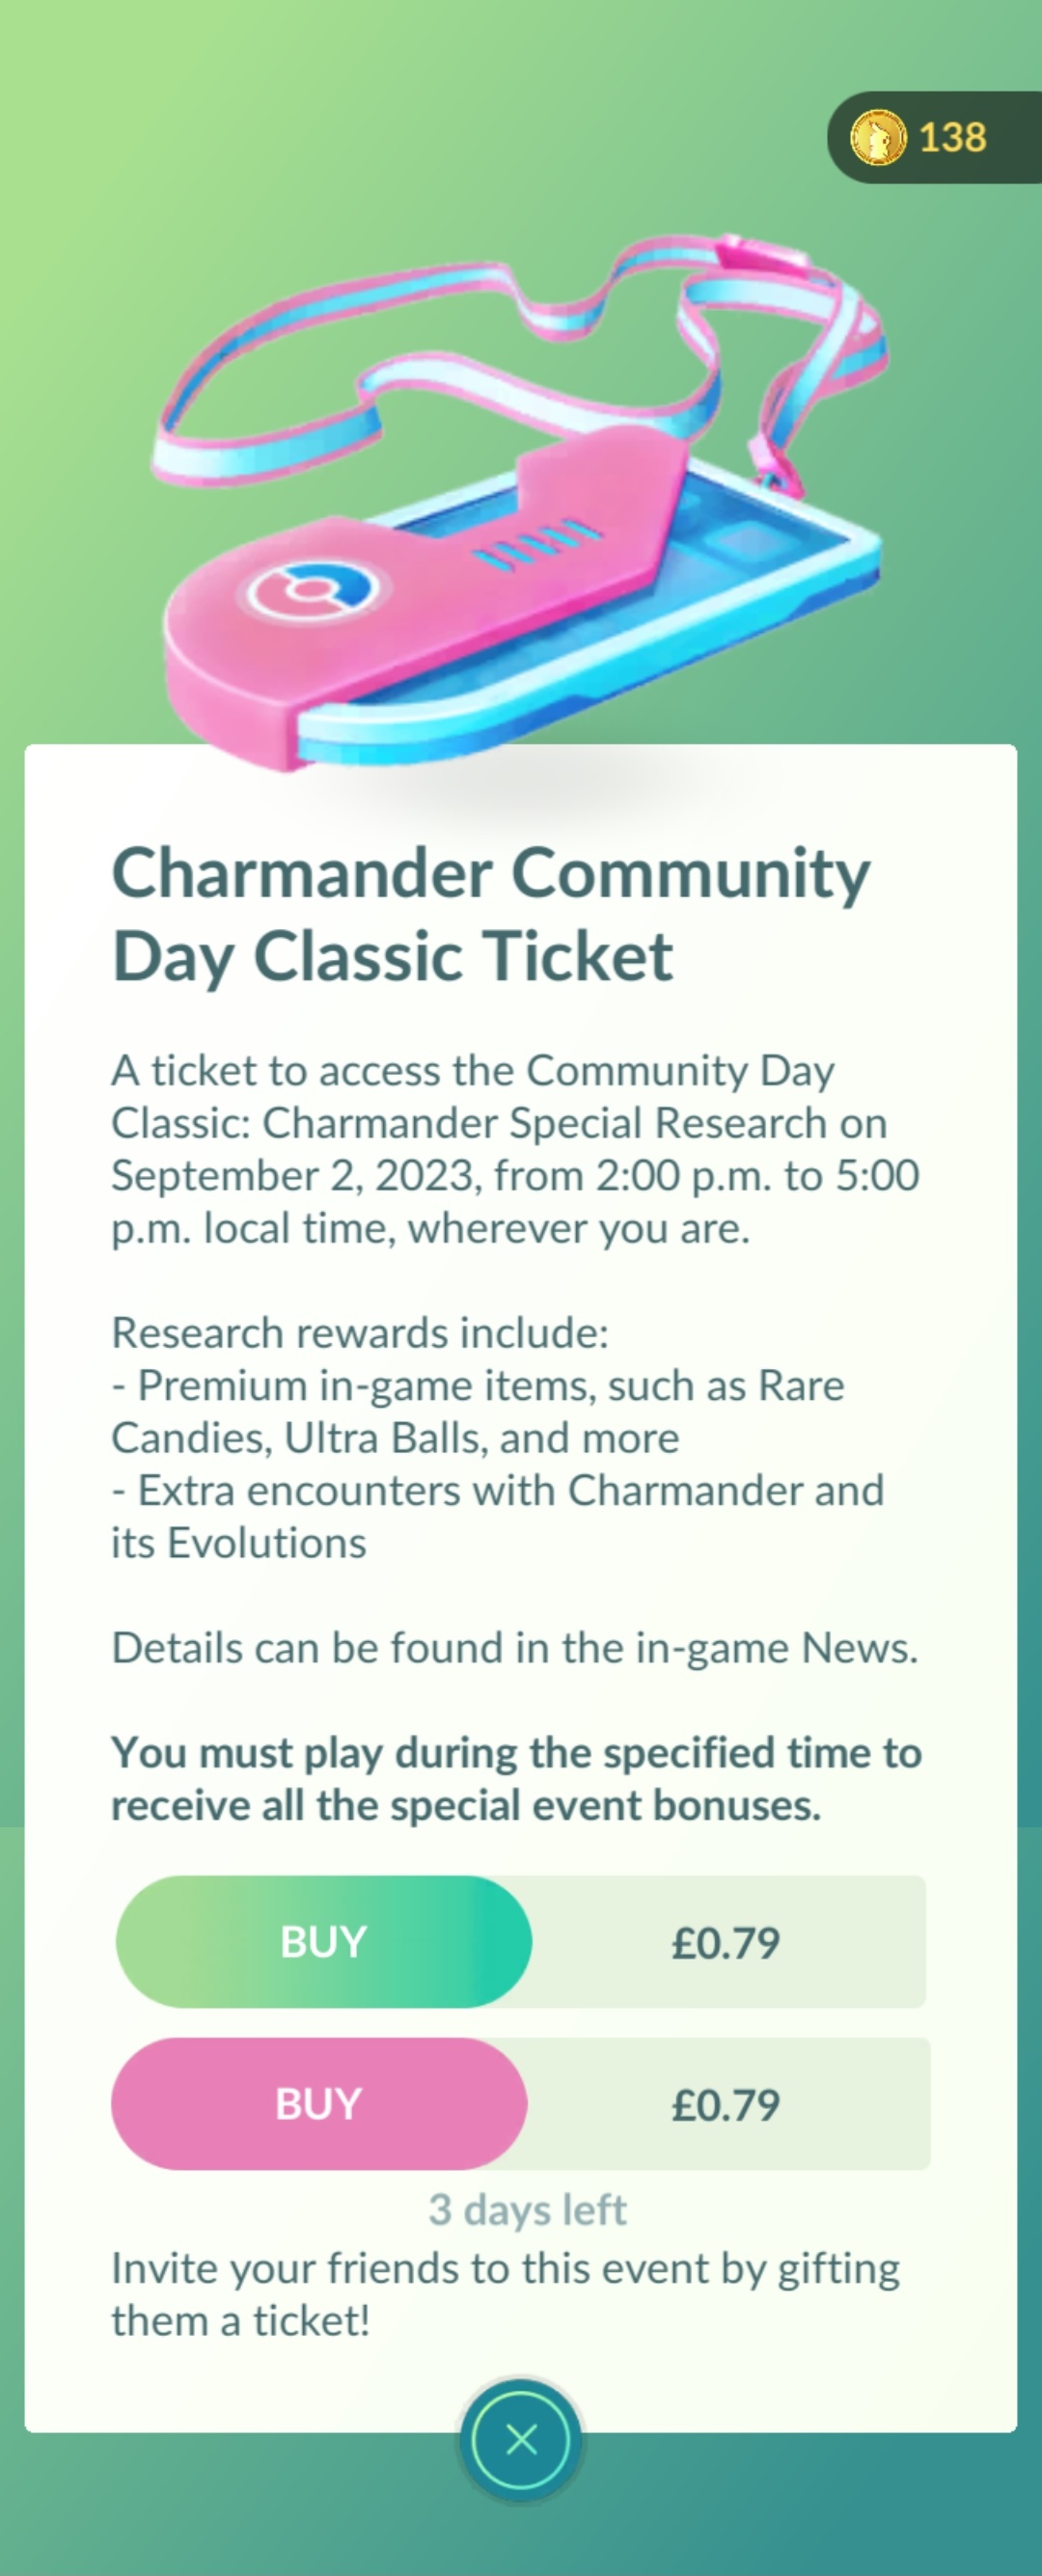 138
Charmander Community
Day Classic Ticket
A ticket to access the Community Day
Classic: Charmander Special Research on
September 2, 2023, from 2:00 p.m. to 5:00
p.m. local time, wherever you are.
Research rewards include:
- Premium in-game items, such as Rare
Candies, Ultra Balls, and more
- Extra encounters with Charmander and
its Evolutions
Details can be found in the in-game News.
You must play during the specified time to
receive all the special event bonuses.
BUY £0.79
BUY £0.79
3 days left
Invite your friends to this event by gifting
them a ticket!